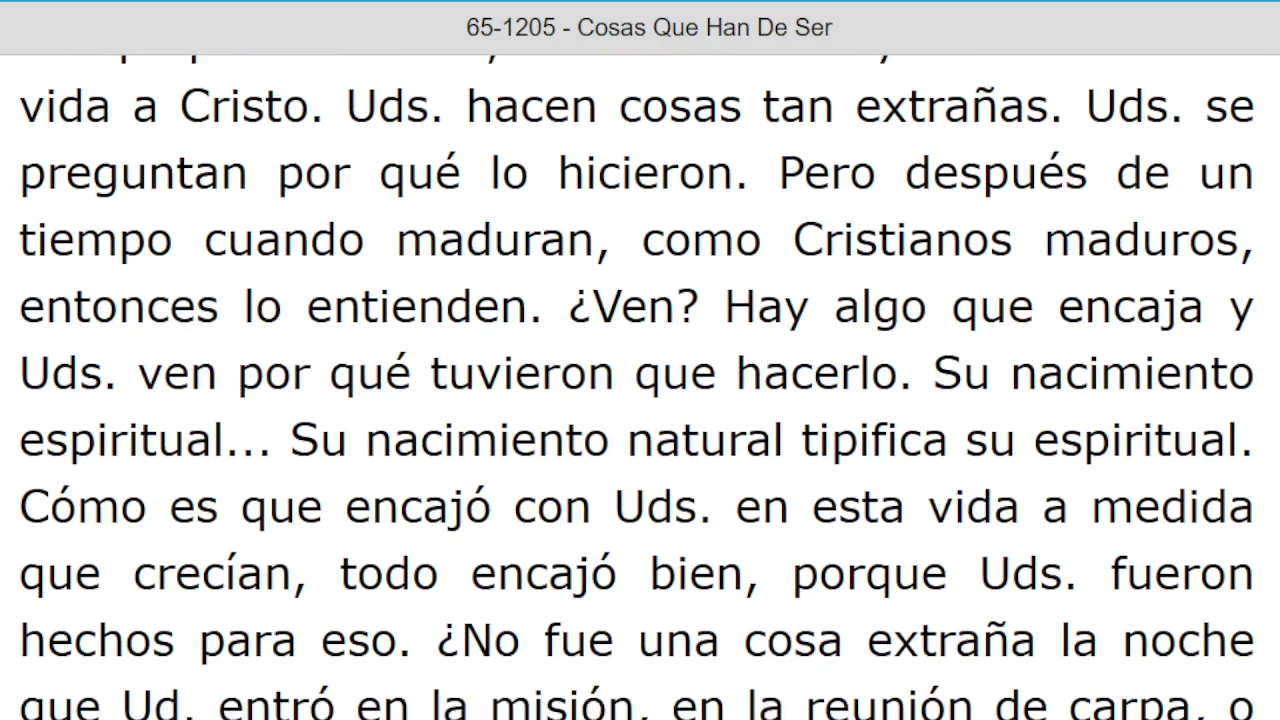 65-1205 - Cosas Que Han De Ser
vida a Cristo. Uds. hacen cosas tan extrañas. Uds. se
preguntan por qué lo hicieron. Pero después de un
tiempo cuando maduran, como Cristianos maduros,
entonces lo entienden. ¿Ven? Hay algo que encaja y
Uds. ven por qué tuvieron que hacerlo. Su nacimiento
espiritual... Su nacimiento natural tipifica su espiritual.
Cómo es que encajó con Uds. en esta vida a medida
que crecían, todo encajó bien, porque Uds. fueron
hechos para eso. ¿No fue una cosa extraña la noche
que Ud. entró en la misión, en la reunión de carpa, o